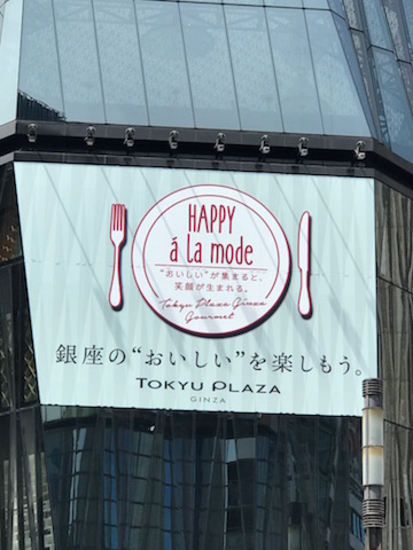 HAPPY
á la mode
“おいしい”が集まると、
笑顔が生まれる。
Tokyu Plaza Ginza
Gourmet
銀座の“おいしい”を楽しもう。
TOKYU PLAZA
GINZA